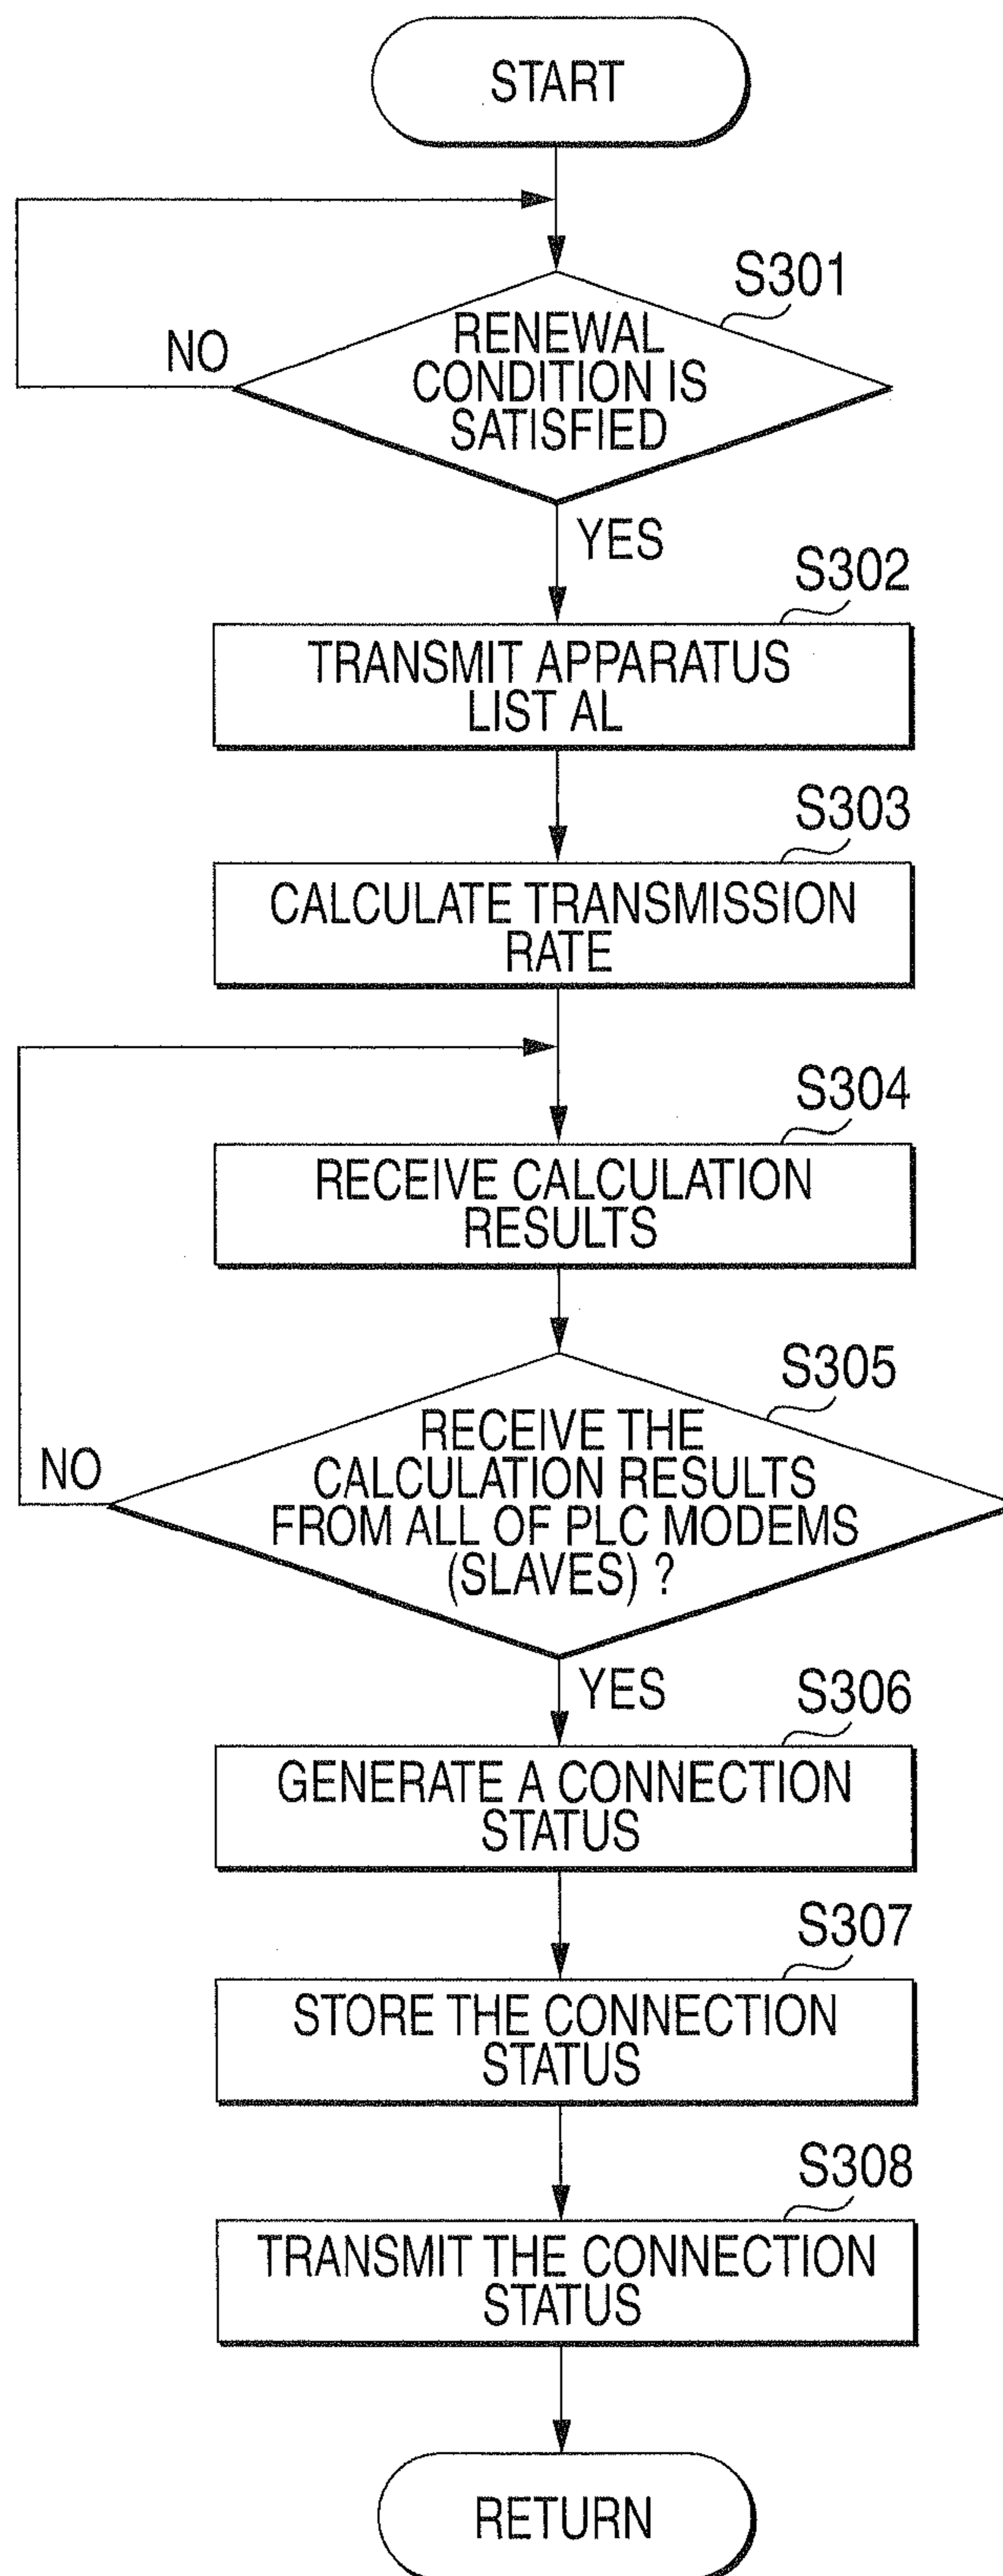 START
S301
RENEWAL
CONDITION IS
SATISFIED
NO
YES
S302
TRANSMIT APPARATUS
LIST AL
S303
CALCULATE TRANSMISSION
RATE
S304
RECEIVE CALCULATION
RESULTS
S305
RECEIVE THE
CALCULATION RESULTS
FROM ALL OF PLC MODEMS
(SLAVES) ?
NO
YES
S306
GENERATE A CONNECTION
STATUS
S307
STORE THE CONNECTION
STATUS
S308
TRANSMIT THE CONNECTION
STATUS
RETURN